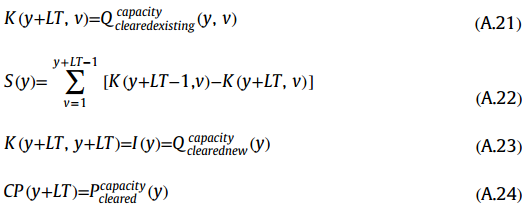 K(y+LT, v)=Q^{capacity}_{clearedexisting}(y, v) (A.21)
S(y)= \sum_{v=1}^{y+LT−1} [K(y+LT−1,v)−K(y+LT, v)] (A.22)
K(y+LT, y+LT)=I(y)=Q^{capacity}_{clearednew}(y) (A.23)
CP(y+LT)=P^{capacity}_{cleared}(y) (A.24)